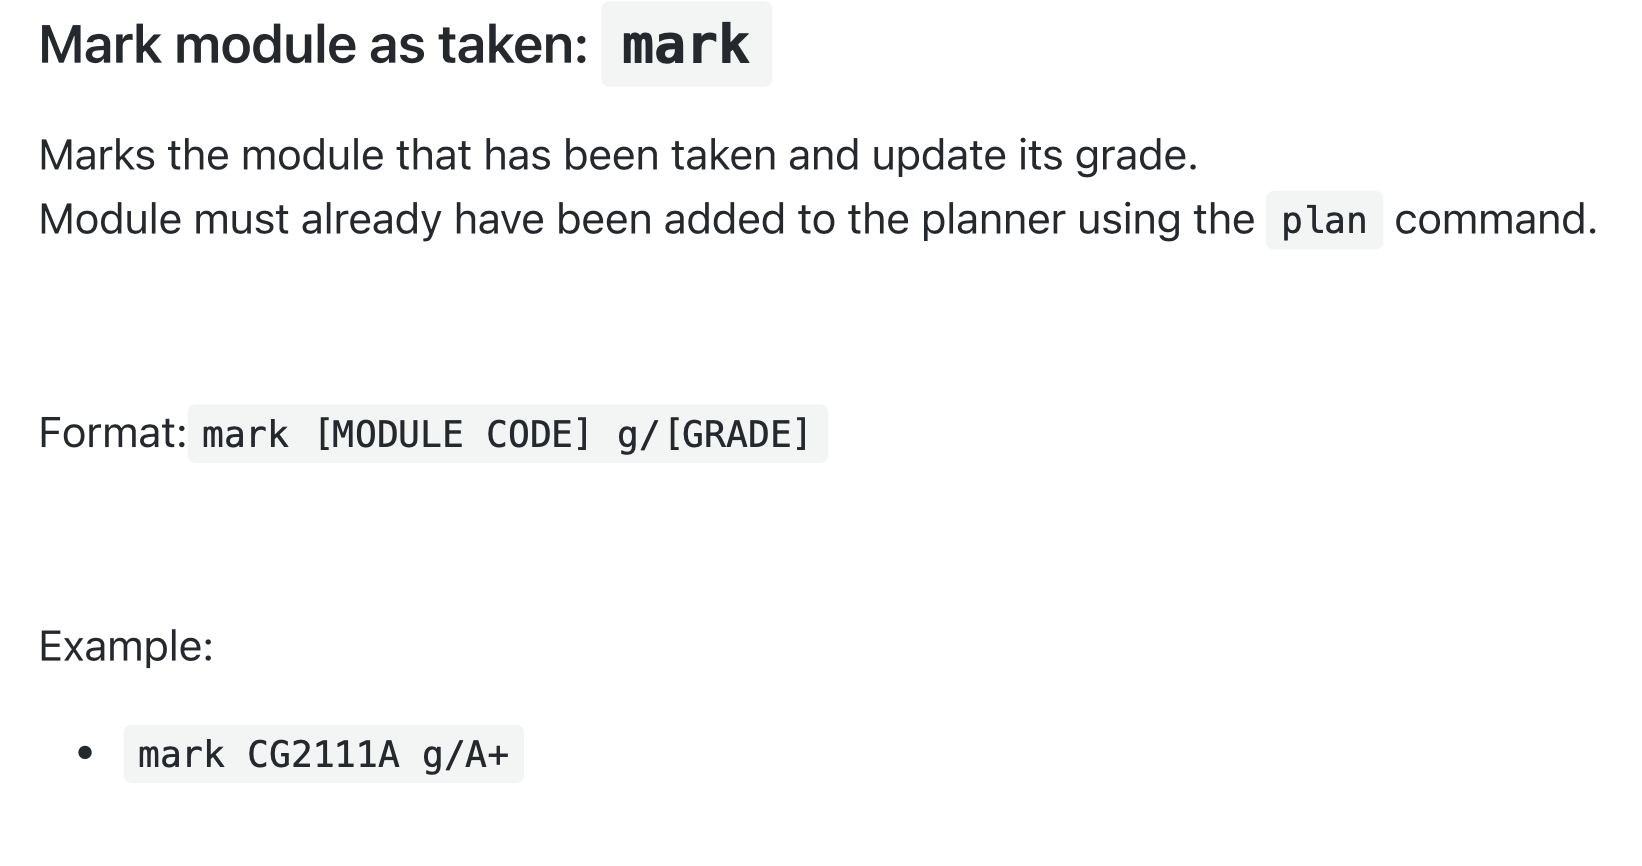 Mark module as taken: mark
Marks the module that has been taken and update its grade.
Module must already have been added to the planner using the plan command.
Format: mark [MODULE CODE] g/[GRADE]
Example:
• mark CG2111A g/A+